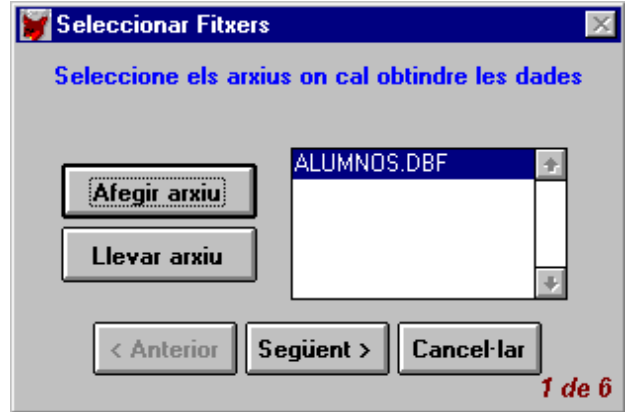 Seleccionar Fitxers
Seleccione els arxius on cal obtindre les dades
ALUMNOS.DBF
Afegir arxiu
Llevar arxiu
< Anterior
Següent >
Cancel·lar
1 de 6